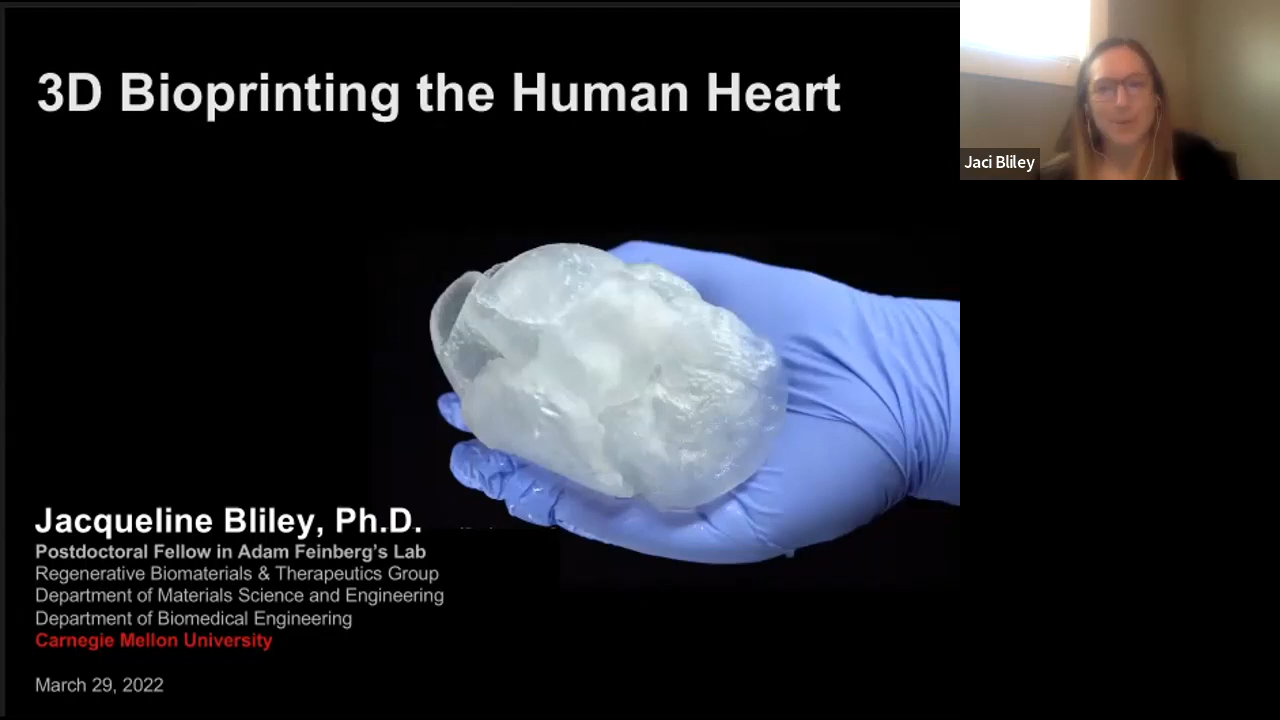 3D Bioprinting the Human Heart
Jaci Bliley
Jacqueline Bliley, Ph.D.
Postdoctoral Fellow in Adam Feinberg's Lab
Regenerative Biomaterials & Therapeutics Group
Department of Materials Science and Engineering
Department of Biomedical Engineering
Carnegie Mellon University
March 29, 2022